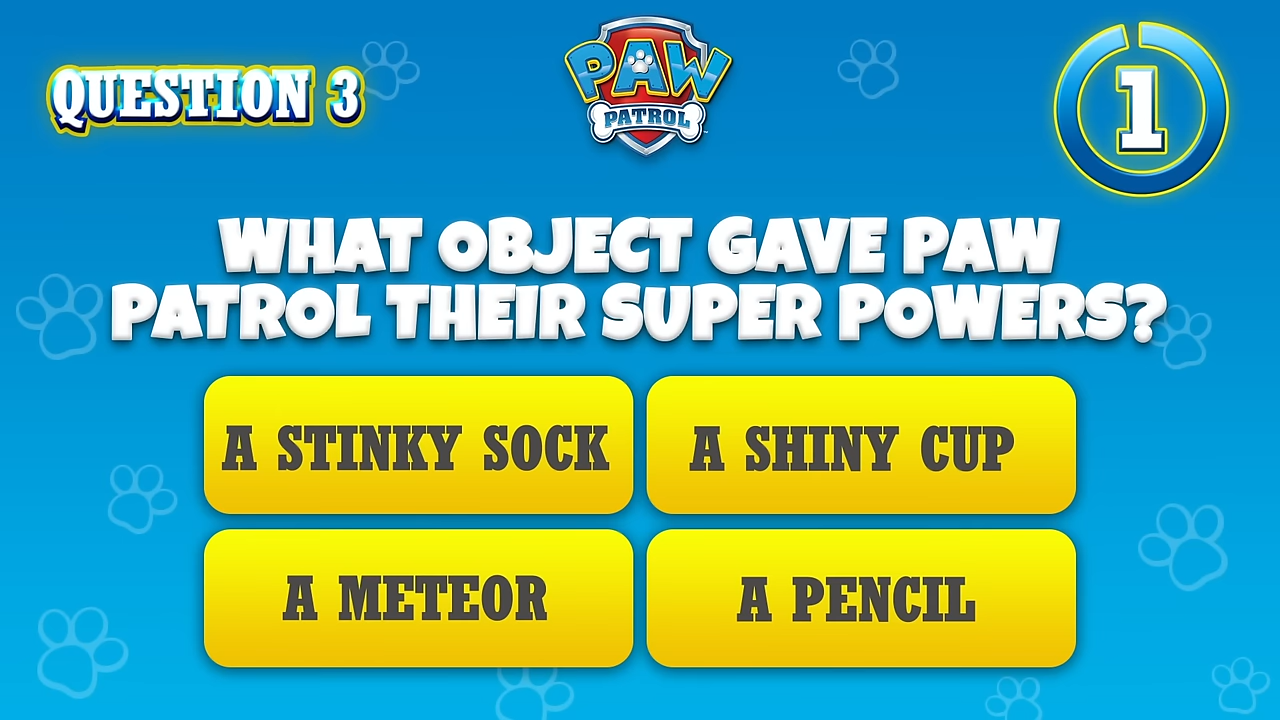 QUESTION 3
PAW
PATROL
1
WHAT OBJECT GAVE PAW
PATROL THEIR SUPER POWERS?
A STINKY SOCK
A SHINY CUP
A METEOR
A PENCIL